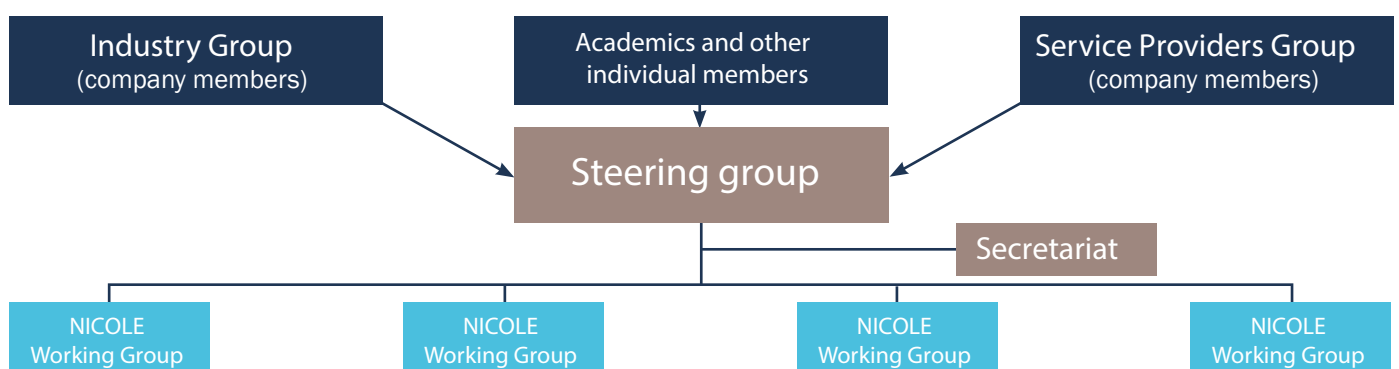 Industry Group
(company members)
Academics and other
individual members
Service Providers Group
(company members)
Steering group
Secretariat
NICOLE
Working Group
NICOLE
Working Group
NICOLE
Working Group
NICOLE
Working Group